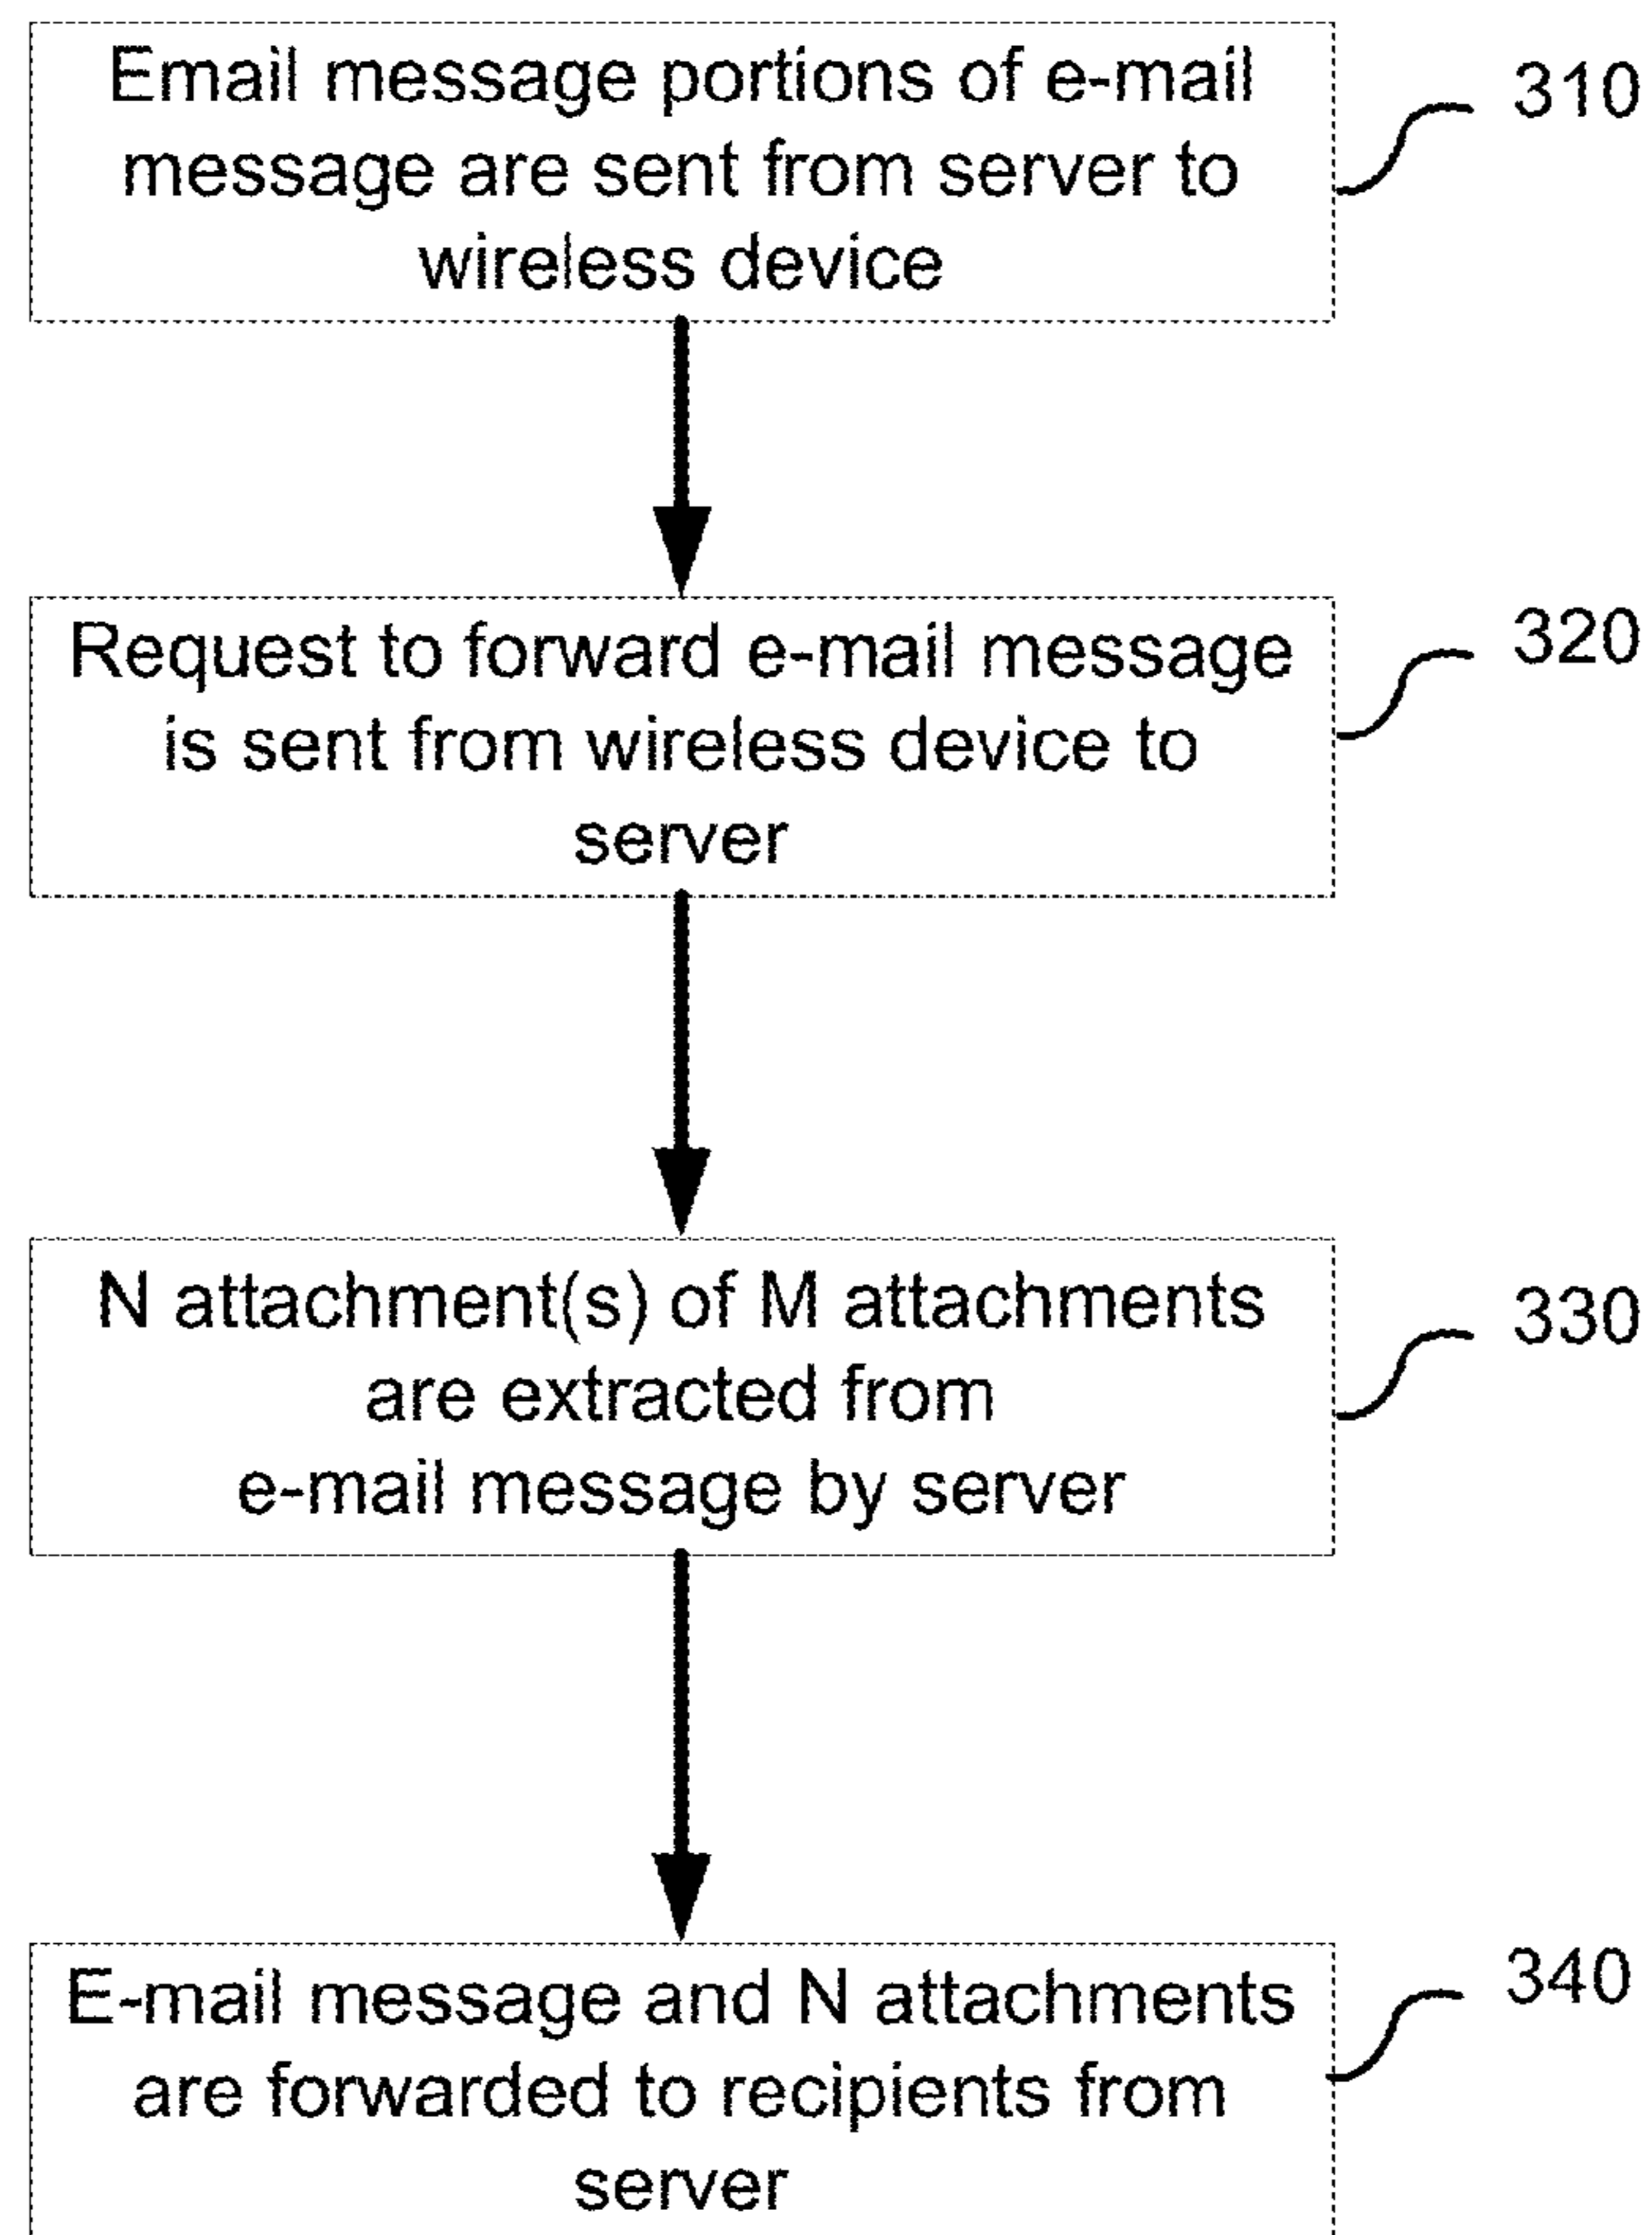 Email message portions of e-mail
message are sent from server to
wireless device
310
Request to forward e-mail message
is sent from wireless device to
server
320
N attachment(s) of M attachments
are extracted from
e-mail message by server
330
E-mail message and N attachments
are forwarded to recipients from
server
340